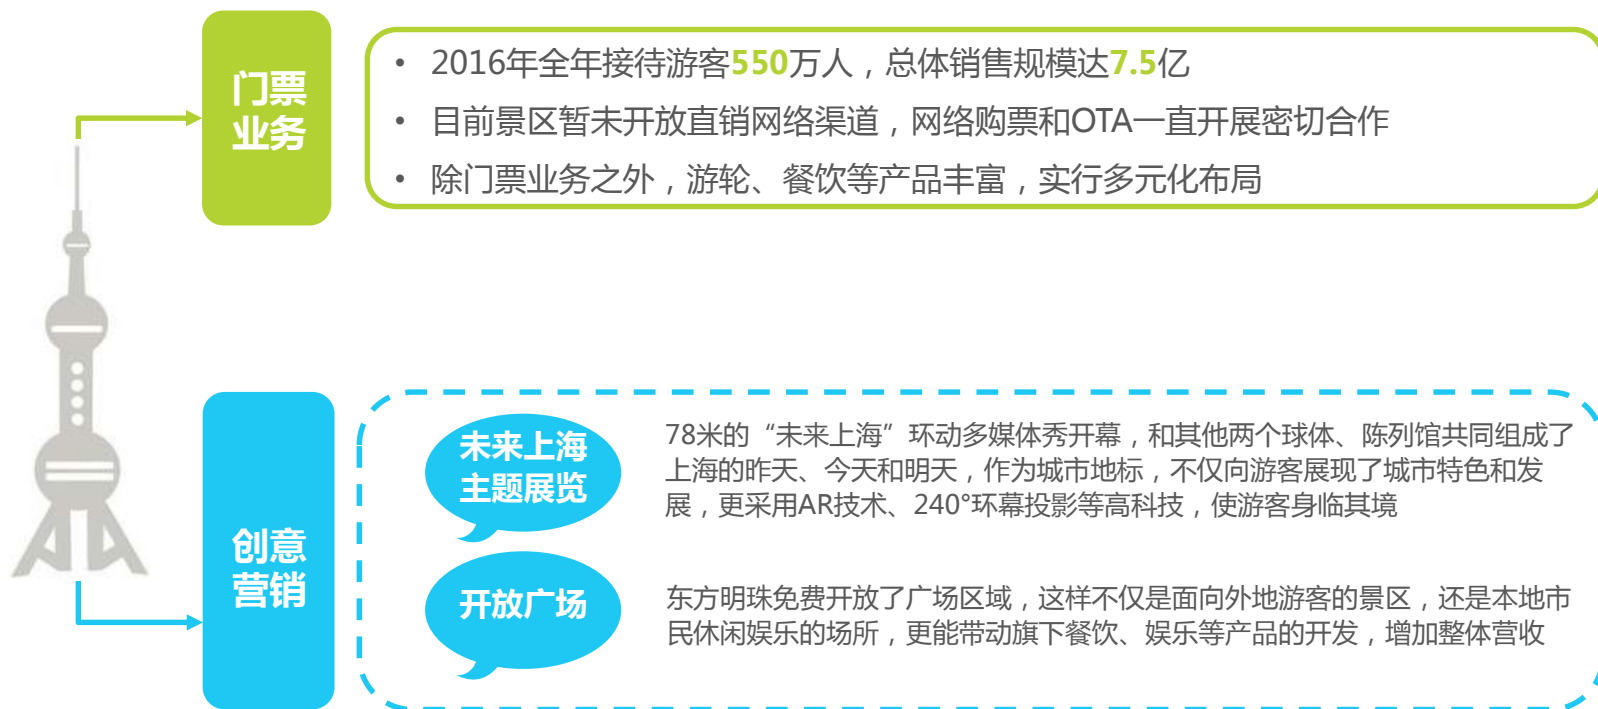 门票
业务
• 2016年全年接待游客550万人，总体销售规模达7.5亿
• 目前景区暂未开放直销网络渠道，网络购票和OTA一直开展密切合作
• 除门票业务之外，游轮、餐饮等产品丰富，实行多元化布局
创意
营销
未来上海
主题展览
78米的“未来上海”环动多媒体秀开幕，和其他两个球体、陈列馆共同组成了
上海的昨天、今天和明天，作为城市地标，不仅向游客展现了城市特色和发
展，更采用AR技术、240°环幕投影等高科技，使游客身临其境
开放广场
东方明珠免费开放了广场区域，这样不仅是面向外地游客的景区，还是本地市
民休闲娱乐的场所，更能带动旗下餐饮、娱乐等产品的开发，增加整体营收